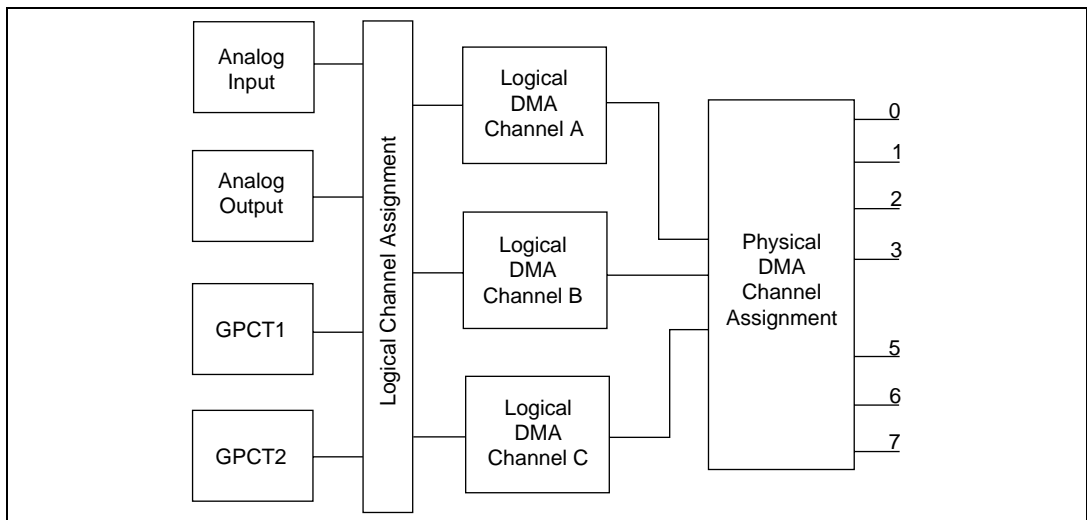 Analog
Input
Analog
Output
GPCT1
GPCT2
Logical Channel Assignment
Logical
DMA
Channel A
Logical
DMA
Channel B
Logical
DMA
Channel C
Physical
DMA
Channel
Assignment
0
1
2
3
5
6
7